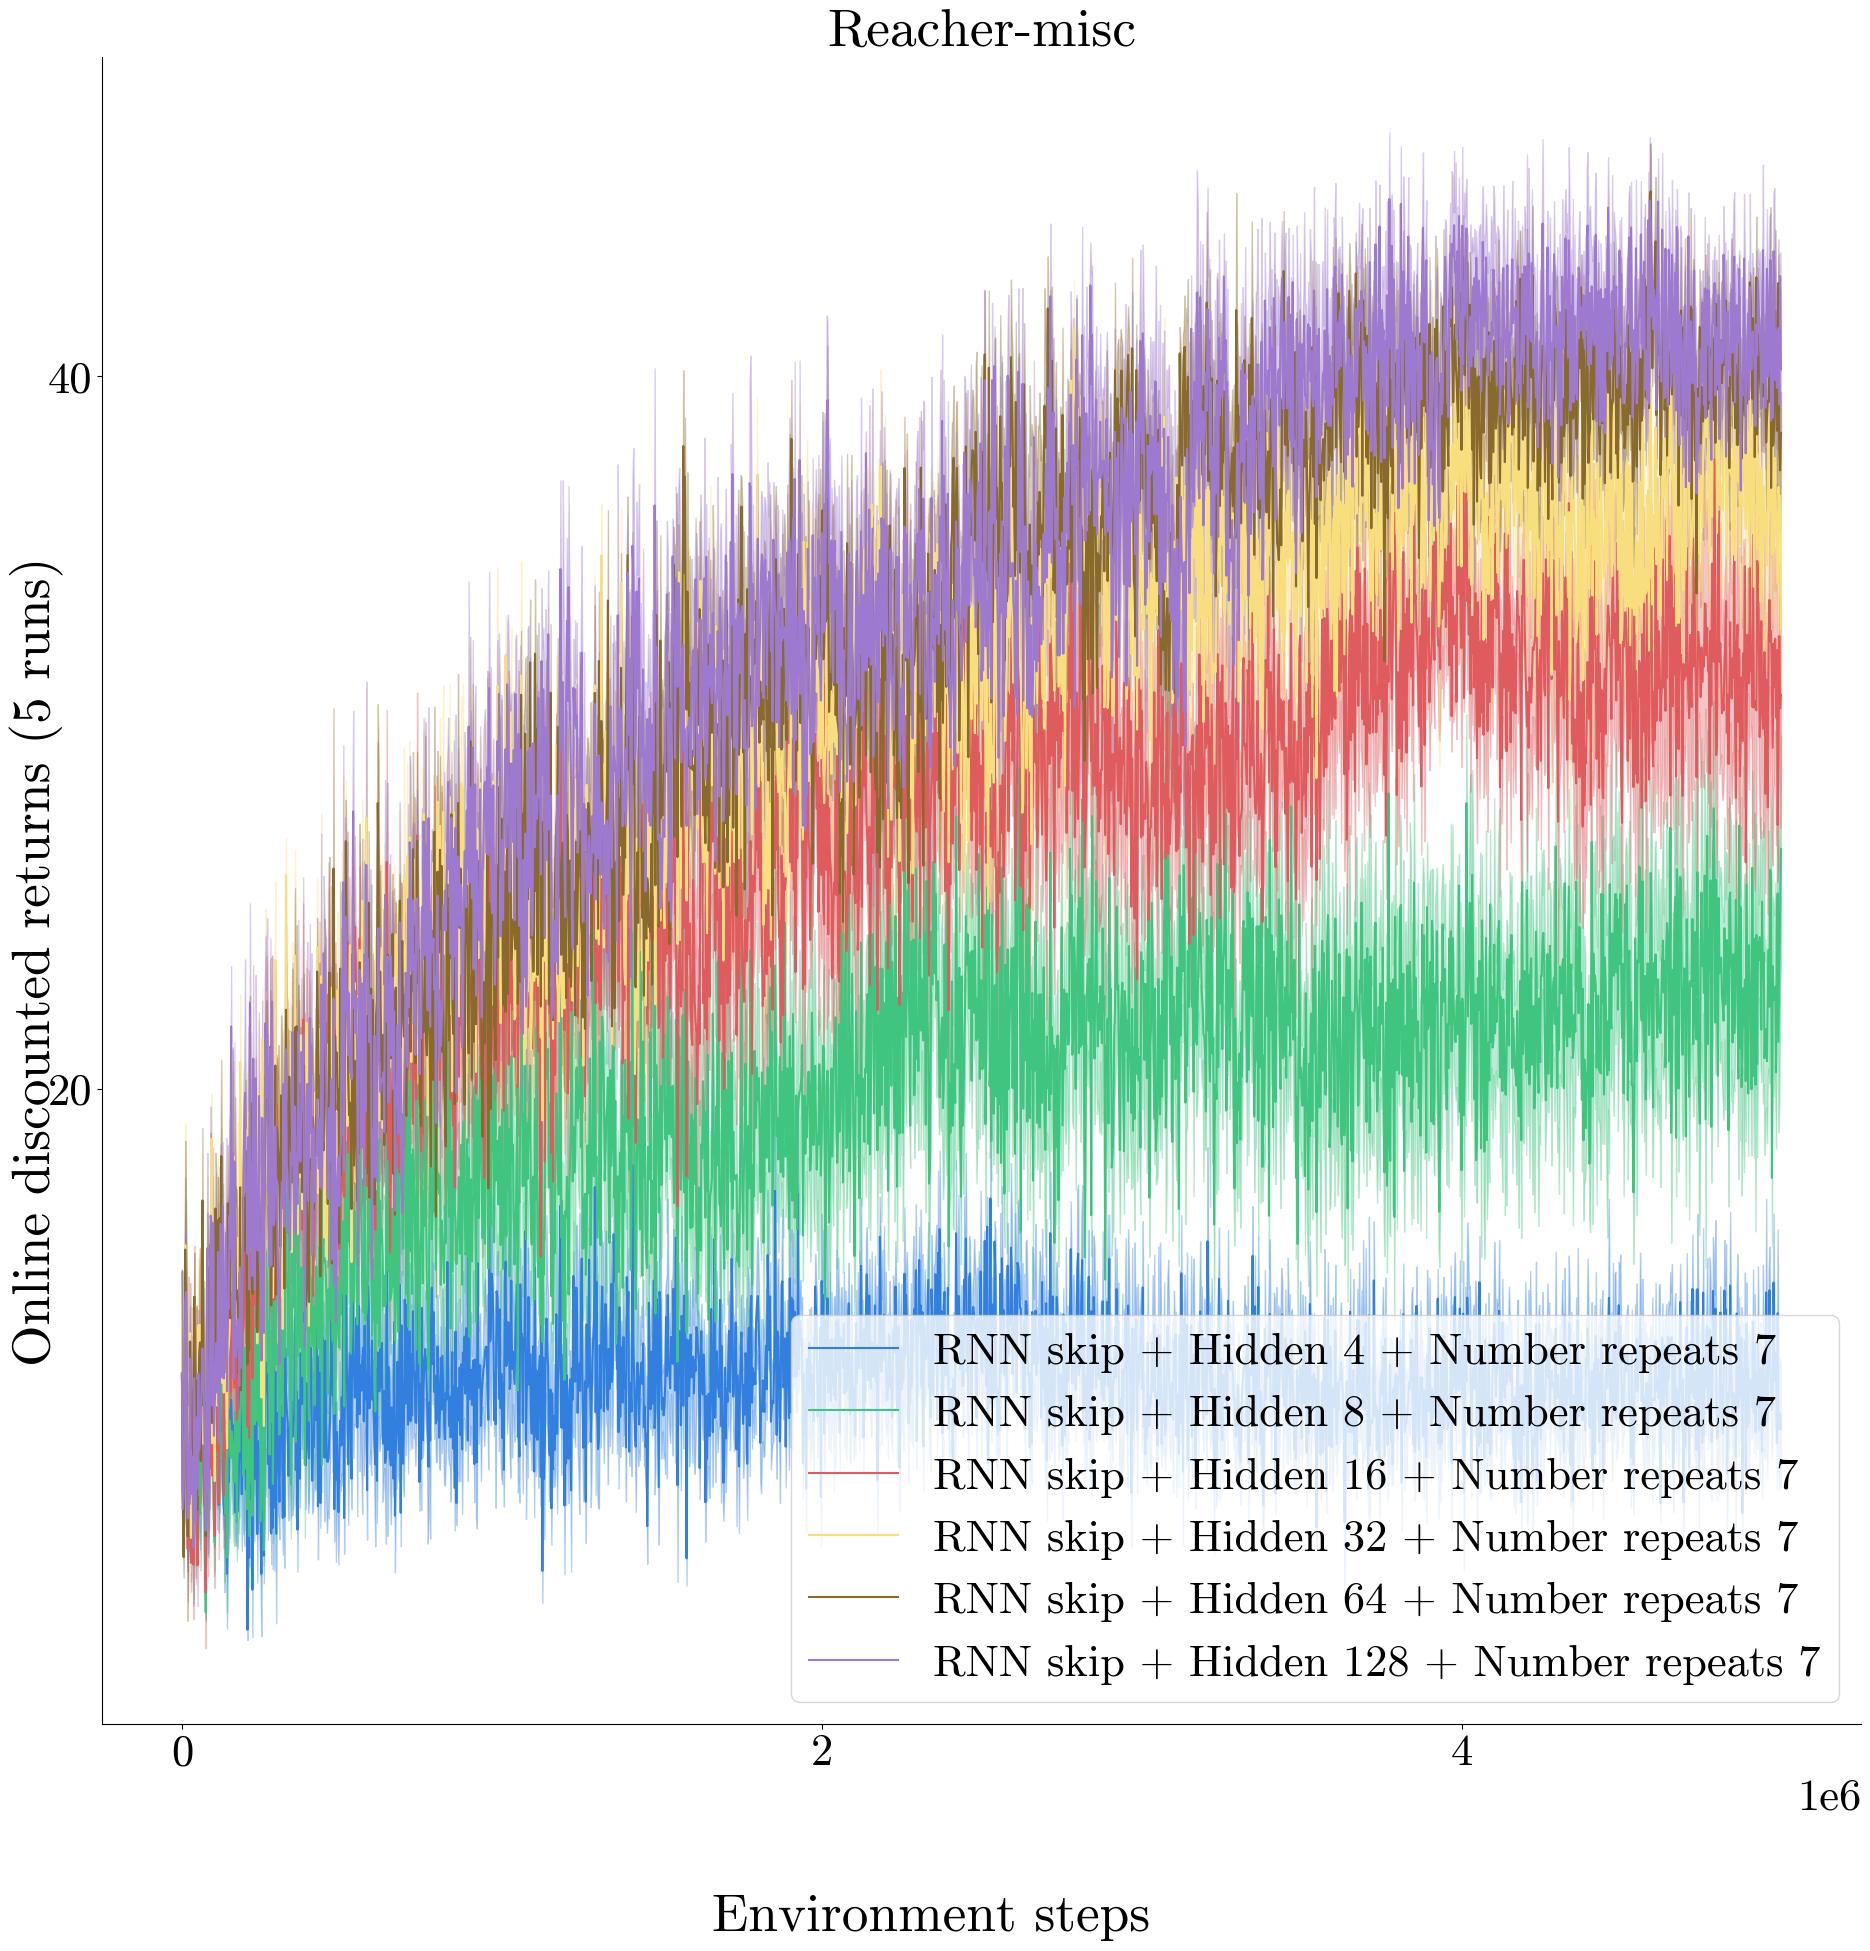 Reacher-misc
Online discounted returns (5 runs)
40
20
RNN skip + Hidden 4 + Number repeats 7
RNN skip + Hidden 8 + Number repeats 7
RNN skip + Hidden 16 + Number repeats 7
RNN skip + Hidden 32 + Number repeats 7
RNN skip + Hidden 64 + Number repeats 7
RNN skip + Hidden 128 + Number repeats 7
0 2 4
1e6
Environment steps